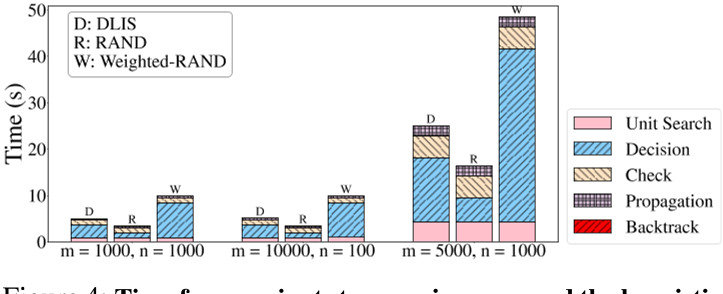 50
40
30
20
10
0
Time (s)
D: DLIS
R: RAND
W: Weighted-RAND
D R W
D R W
D R W
m = 1000, n = 1000
m = 10000, n = 100
m = 5000, n = 1000
Unit Search
Decision
Check
Propagation
Backtrack